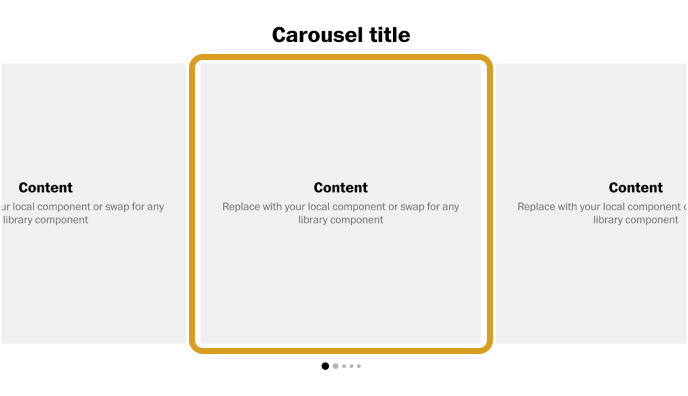 Carousel title
Content
ur local component or swap for any
library component
Content
Replace with your local component or swap for any
library component
Content
Replace with your local component
library component